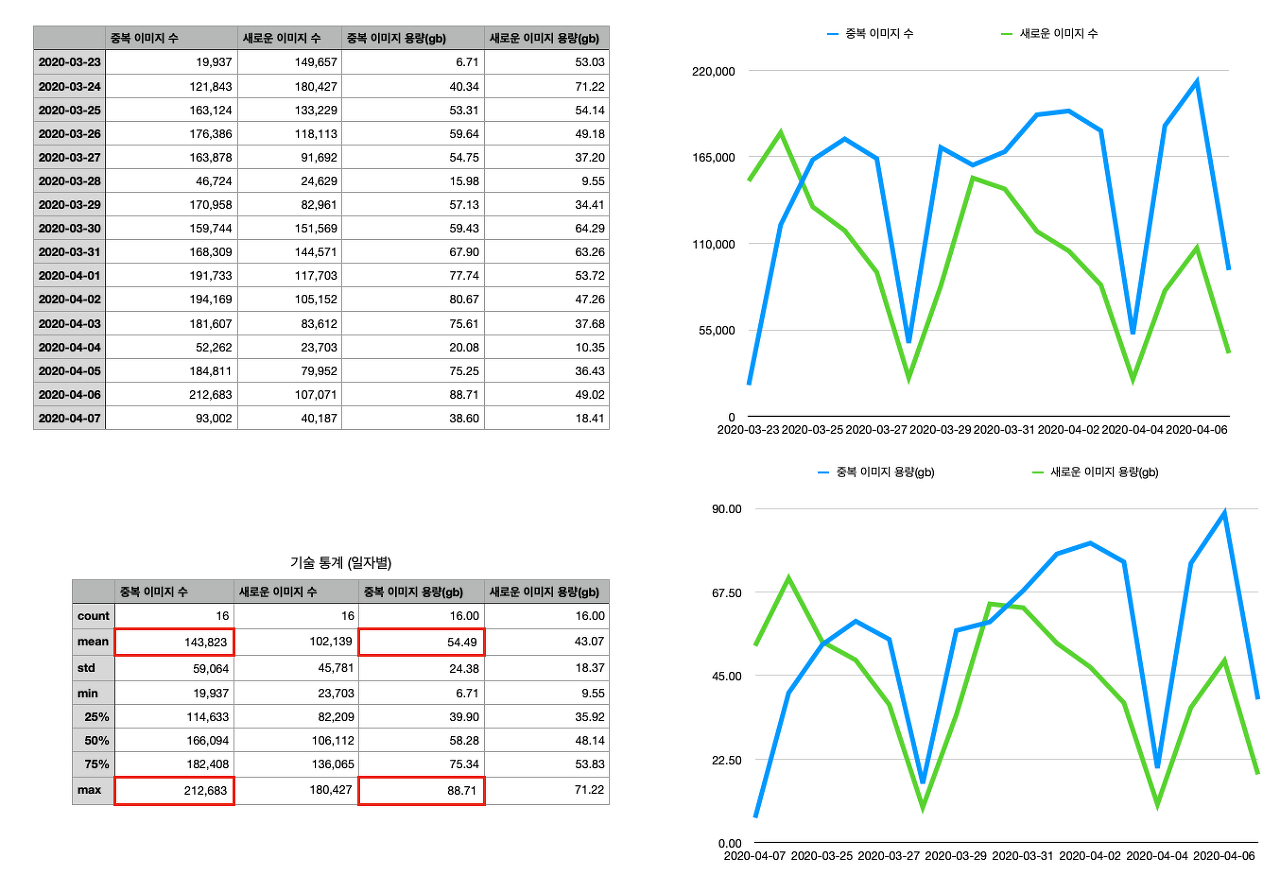 중복 이미지 수 새로운 이미지 수 중복 이미지 용량(gb) 새로운 이미지 용량(gb)
2020-03-23 19,937 149,657 6.71 53.03
2020-03-24 121,843 180,427 40.34 71.22
2020-03-25 163,124 133,229 53.31 54.14
2020-03-26 176,386 118,113 59.64 49.18
2020-03-27 163,878 91,692 54.75 37.20
2020-03-28 46,724 24,629 15.98 9.55
2020-03-29 170,958 82,961 57.13 34.41
2020-03-30 159,744 151,569 59.43 64.29
2020-03-31 168,309 144,571 67.90 63.26
2020-04-01 191,733 117,703 77.74 53.72
2020-04-02 194,169 105,152 80.67 47.26
2020-04-03 181,607 83,612 75.61 37.68
2020-04-04 52,262 23,703 20.08 10.35
2020-04-05 184,811 79,952 75.25 36.43
2020-04-06 212,683 107,071 88.71 49.02
2020-04-07 93,002 40,187 38.60 18.41
중복 이미지 수 새로운 이미지 수
220,000
165,000
110,000
55,000
0
2020-03-23 2020-03-25 2020-03-27 2020-03-29 2020-03-31 2020-04-02 2020-04-04 2020-04-06
기술 통계 (일자별)
중복 이미지 수 새로운 이미지 수 중복 이미지 용량(gb) 새로운 이미지 용량(gb)
count 16 16 16.00 16.00
mean 143,823 102,139 54.49 43.07
std 59,064 45,781 24.38 18.37
min 19,937 23,703 6.71 9.55
25% 114,633 82,209 39.90 35.92
50% 166,094 106,112 58.28 48.14
75% 182,408 136,065 75.34 53.83
max 212,683 180,427 88.71 71.22
중복 이미지 용량(gb) 새로운 이미지 용량(gb)
90.00
67.50
45.00
22.50
0.00
2020-04-07 2020-03-25 2020-03-27 2020-03-29 2020-03-31 2020-04-02 2020-04-04 2020-04-06